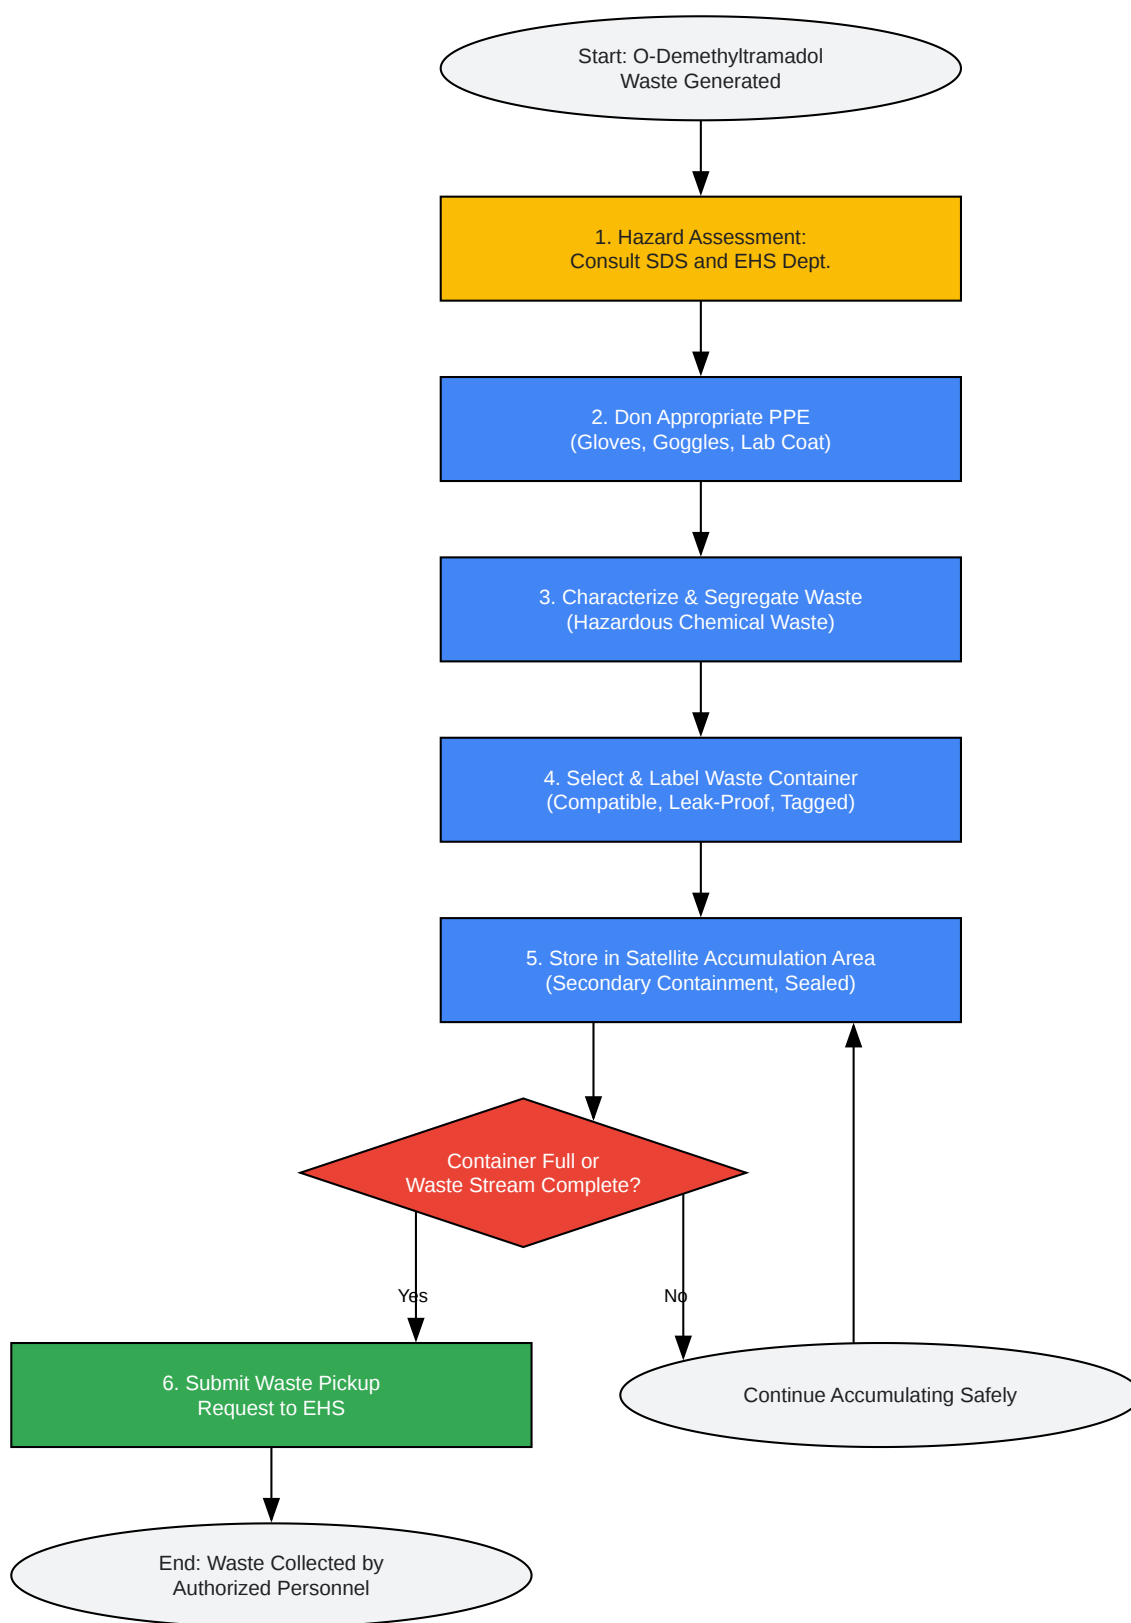 Start: O-Demethyltramadol
Waste Generated
1. Hazard Assessment:
Consult SDS and EHS Dept.
2. Don Appropriate PPE
(Gloves, Goggles, Lab Coat)
3. Characterize & Segregate Waste
(Hazardous Chemical Waste)
4. Select & Label Waste Container
(Compatible, Leak-Proof, Tagged)
5. Store in Satellite Accumulation Area
(Secondary Containment, Sealed)
Container Full or
Waste Stream Complete?
Yes
No
6. Submit Waste Pickup
Request to EHS
Continue Accumulating Safely
End: Waste Collected by
Authorized Personnel